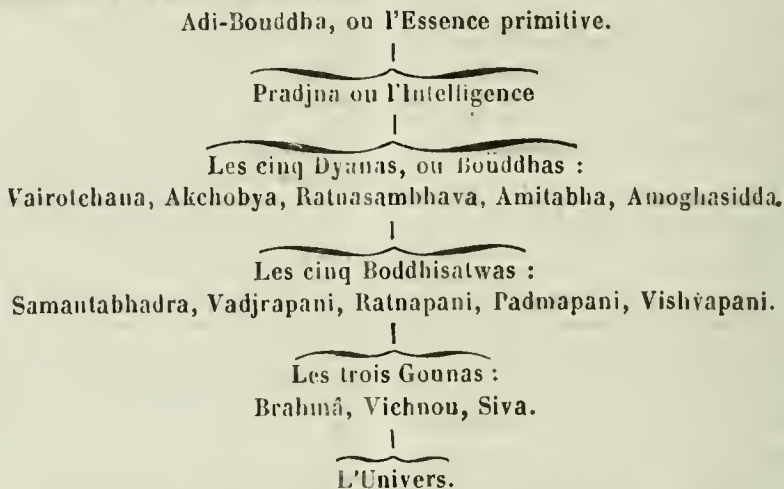 Adi-Bouddha, ou l'Essence primitive.
Pradjna ou l'Intelligence
Les cinq Dyanas, ou Bouddhas :
Vairotchana, Akchobya, Ratnasambhava, Amitabha, Amoghasidda.
Les cinq Boddhisatwas :
Samantabhadra, Vadjrapani, Ratnapani, Padmapani, Vishvapani.
Les trois Gounas :
Brahmâ, Vichnou, Siva.
L'Univers.